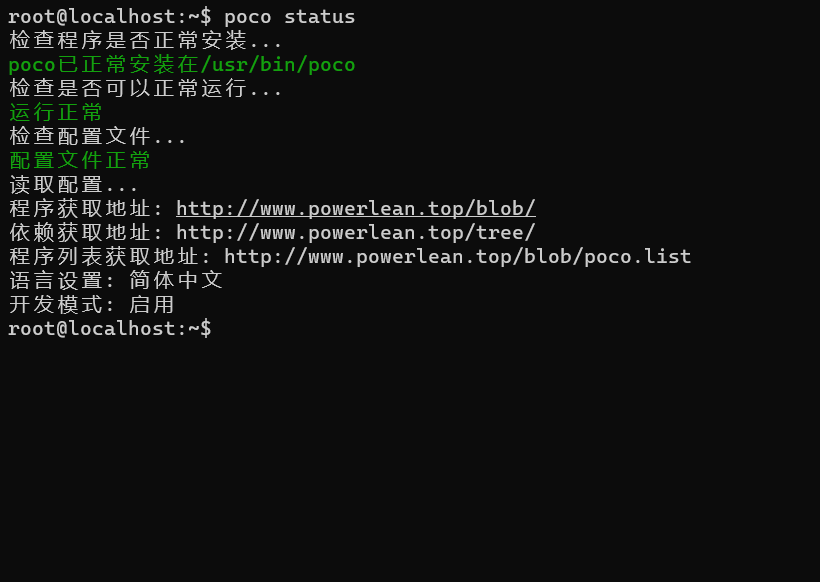 root@localhost:~$ poco status
检查程序是否正常安装...
poco已正常安装在/usr/bin/poco
检查是否可以正常运行...
运行正常
检查配置文件...
配置文件正常
读取配置...
程序获取地址: http://www.powerlean.top/blob/
依赖获取地址: http://www.powerlean.top/tree/
程序列表获取地址: http://www.powerlean.top/blob/poco.list
语言设置: 简体中文
开发模式: 启用
root@localhost:~$